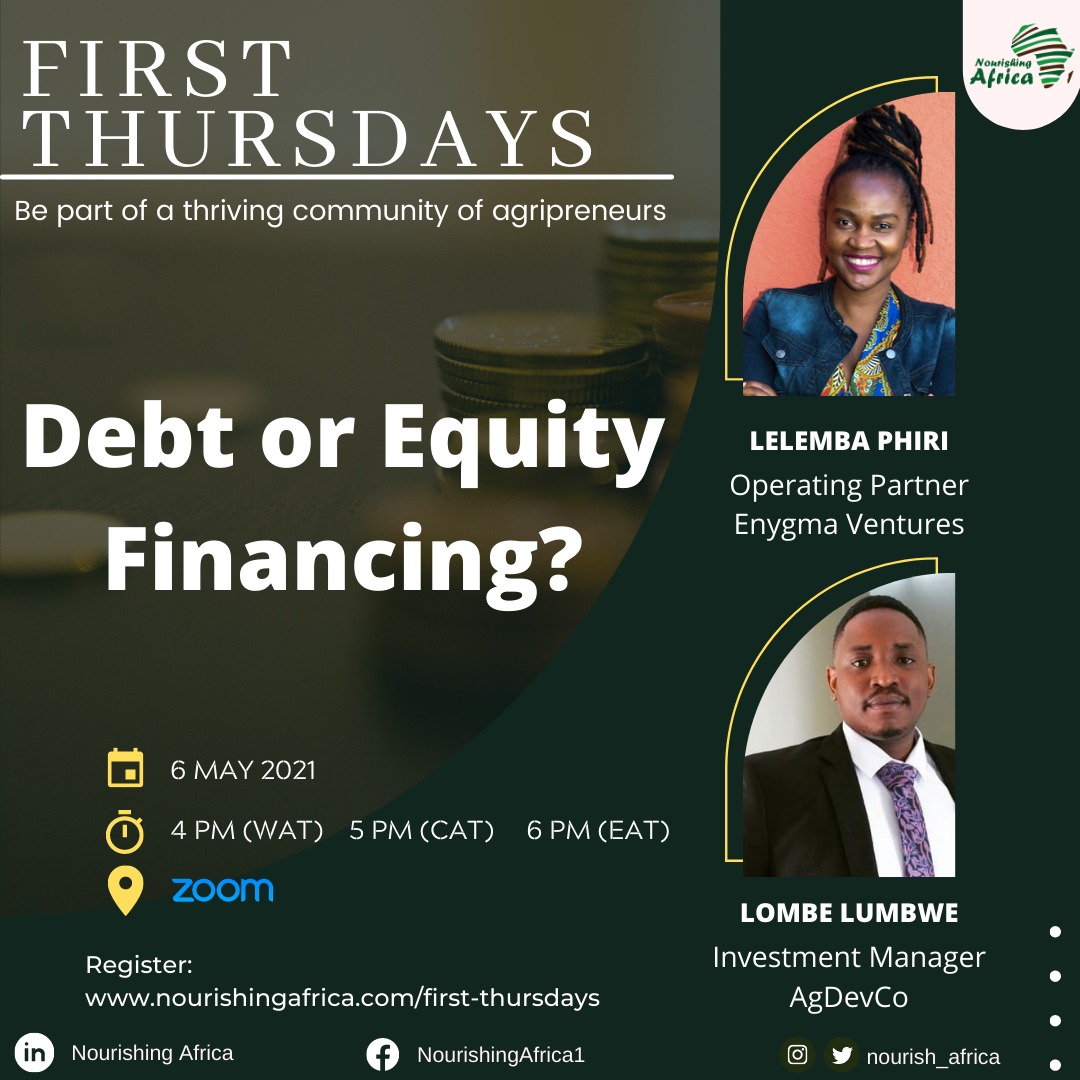 FIRST
THURSDAYS
Be part of a thriving community of agripreneurs
Debt or Equity
Financing?
6 MAY 2021
4 PM (WAT) 5 PM (CAT) 6 PM (EAT)
zoom
Register:
www.nourishingafrica.com/first-thursdays
Nourishing Africa
NourishingAfrica1
nourish_africa
Nourishing
Africa
LELEMBA PHIRI
Operating Partner
Enygma Ventures
LOMBE LUMBWE
Investment Manager
AgDevCo